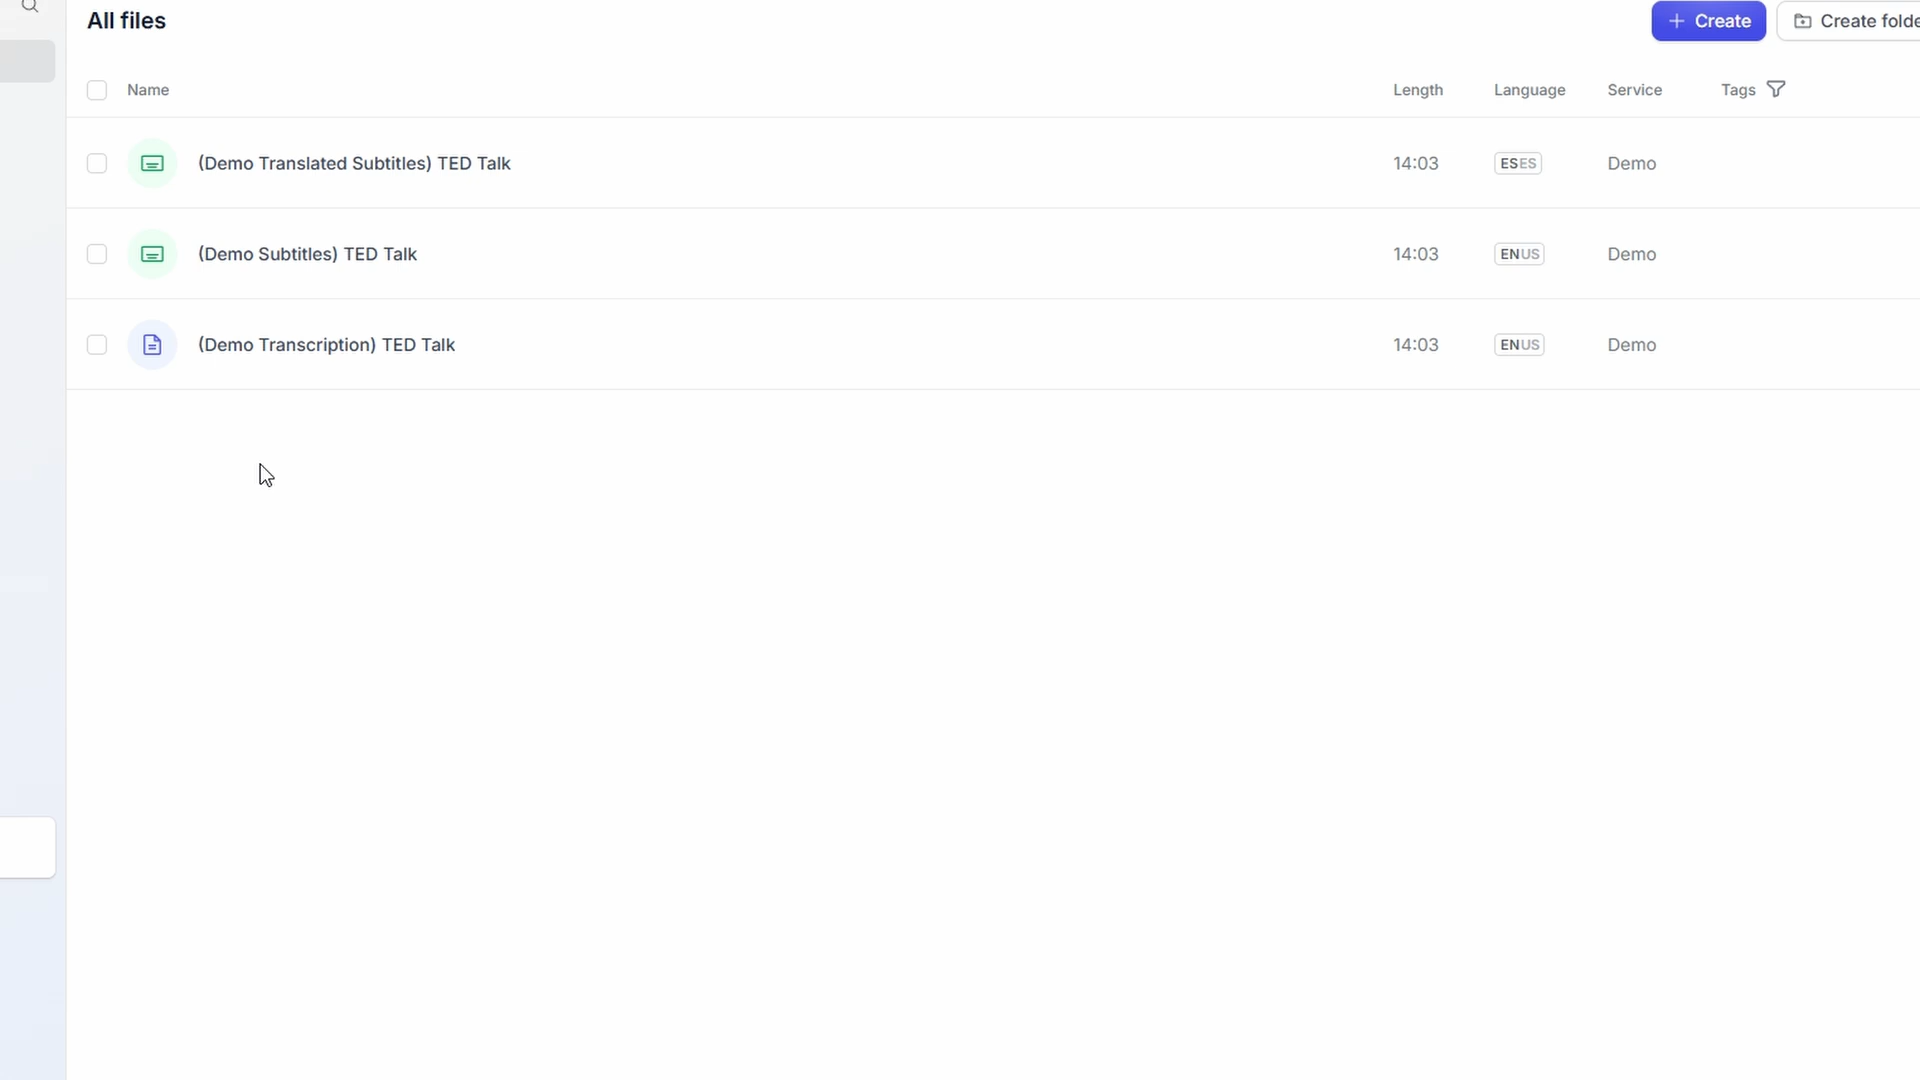 All files
Create
Create folde
Name Length Language Service Tags
(Demo Translated Subtitles) TED Talk 14:03 ESES Demo
(Demo Subtitles) TED Talk 14:03 ENUS Demo
(Demo Transcription) TED Talk 14:03 ENUS Demo